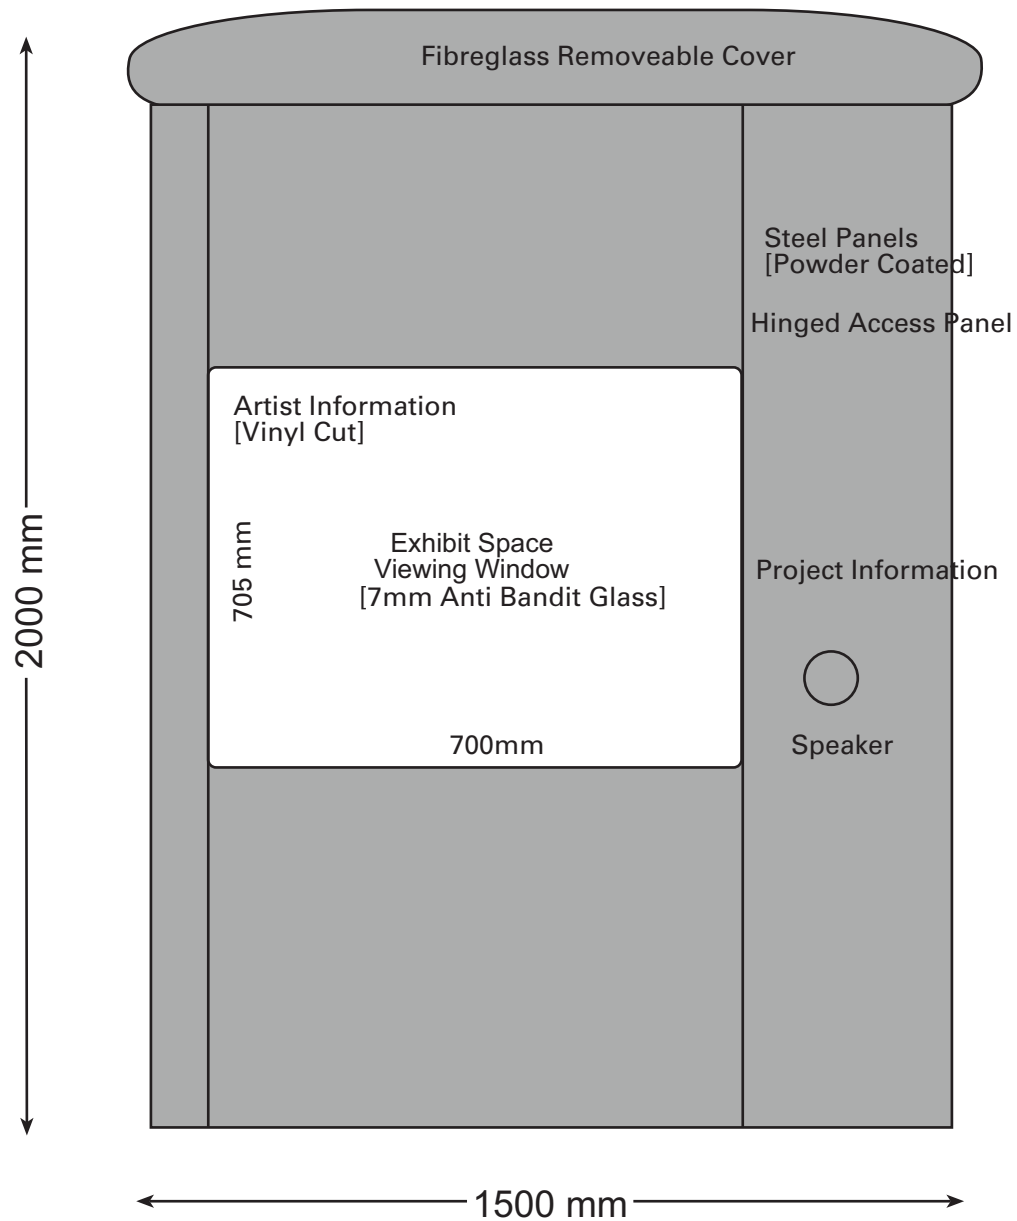 Fibreglass Removeable Cover
Steel Panels
[Powder Coated]
Hinged Access Panel
Artist Information
[Vinyl Cut]
705 mm
Exhibit Space
Viewing Window
[7mm Anti Bandit Glass]
Project Information
700mm
Speaker
2000 mm
1500 mm